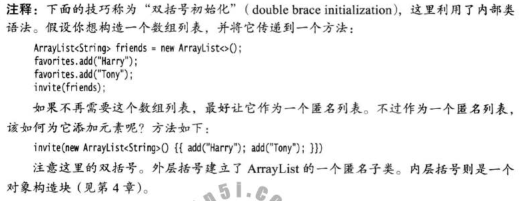 注释：下面的技巧称为“双括号初始化”（double brace initialization），这里利用了内部类
语法。假设你想构造一个数组列表，并将它传递到一个方法：
ArrayList<String> friends = new ArrayList<>();
favorites.add("Harry");
favorites.add("Tony");
invite(friends);
如果不再需要这个数组列表，最好让它作为一个匿名列表。不过作为一个匿名列表，
该如何为它添加元素呢？方法如下：
invite(new ArrayList<String>() {{ add("Harry"); add("Tony"); }})
注意这里的双括号。外层括号建立了 ArrayList 的一个匿名子类。内层括号则是一个
对象构造块（见第 4 章）。